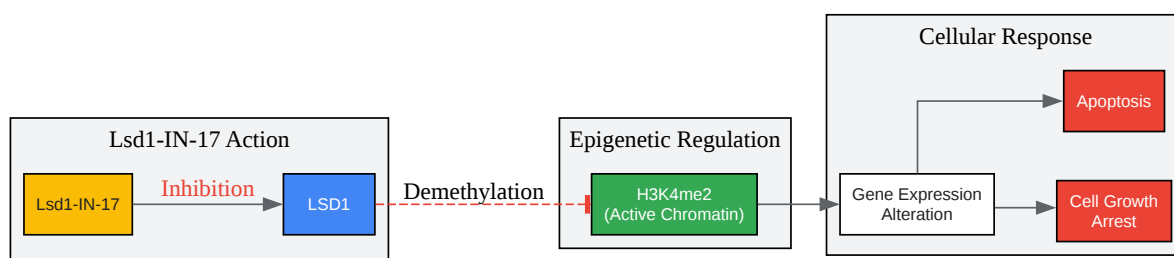 Lsd1-IN-17 Action
Lsd1-IN-17
Inhibition
LSD1
Demethylation
Epigenetic Regulation
H3K4me2
(Active Chromatin)
Cellular Response
Gene Expression
Alteration
Apoptosis
Cell Growth
Arrest